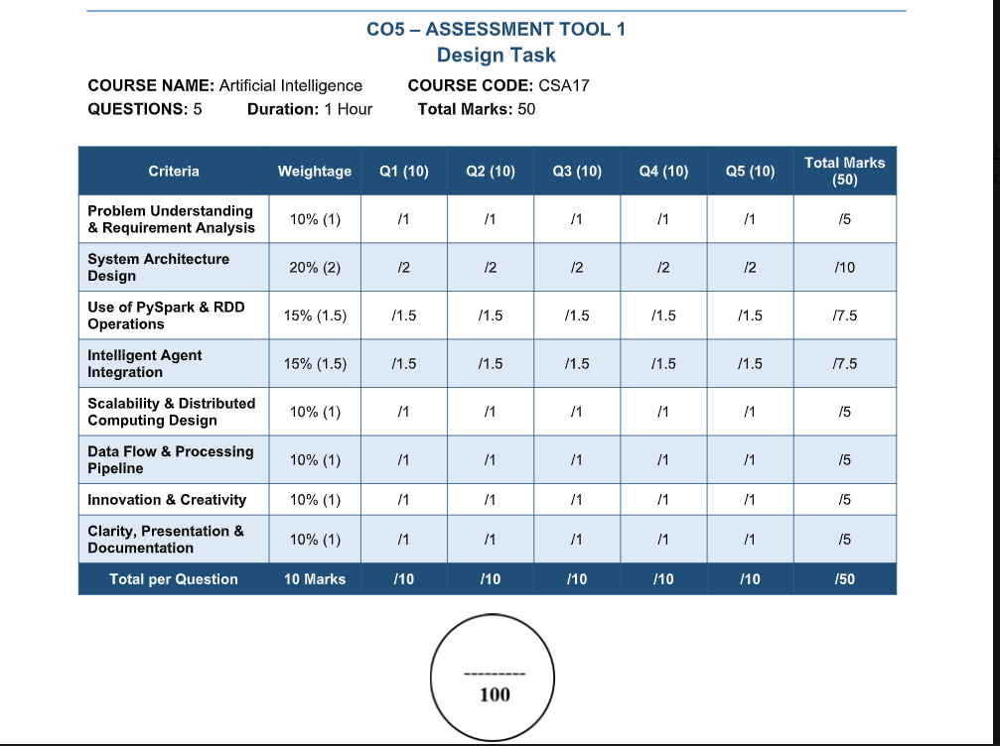 CO5 – ASSESSMENT TOOL 1
Design Task
COURSE NAME: Artificial Intelligence COURSE CODE: CSA17
QUESTIONS: 5 Duration: 1 Hour Total Marks: 50
Criteria Weightage Q1 (10) Q2 (10) Q3 (10) Q4 (10) Q5 (10) Total Marks (50)
Problem Understanding & Requirement Analysis 10% (1) /1 /1 /1 /1 /1 /5
System Architecture Design 20% (2) /2 /2 /2 /2 /2 /10
Use of PySpark & RDD Operations 15% (1.5) /1.5 /1.5 /1.5 /1.5 /1.5 /7.5
Intelligent Agent Integration 15% (1.5) /1.5 /1.5 /1.5 /1.5 /1.5 /7.5
Scalability & Distributed Computing Design 10% (1) /1 /1 /1 /1 /1 /5
Data Flow & Processing Pipeline 10% (1) /1 /1 /1 /1 /1 /5
Innovation & Creativity 10% (1) /1 /1 /1 /1 /1 /5
Clarity, Presentation & Documentation 10% (1) /1 /1 /1 /1 /1 /5
Total per Question 10 Marks /10 /10 /10 /10 /10 /50
---------
100